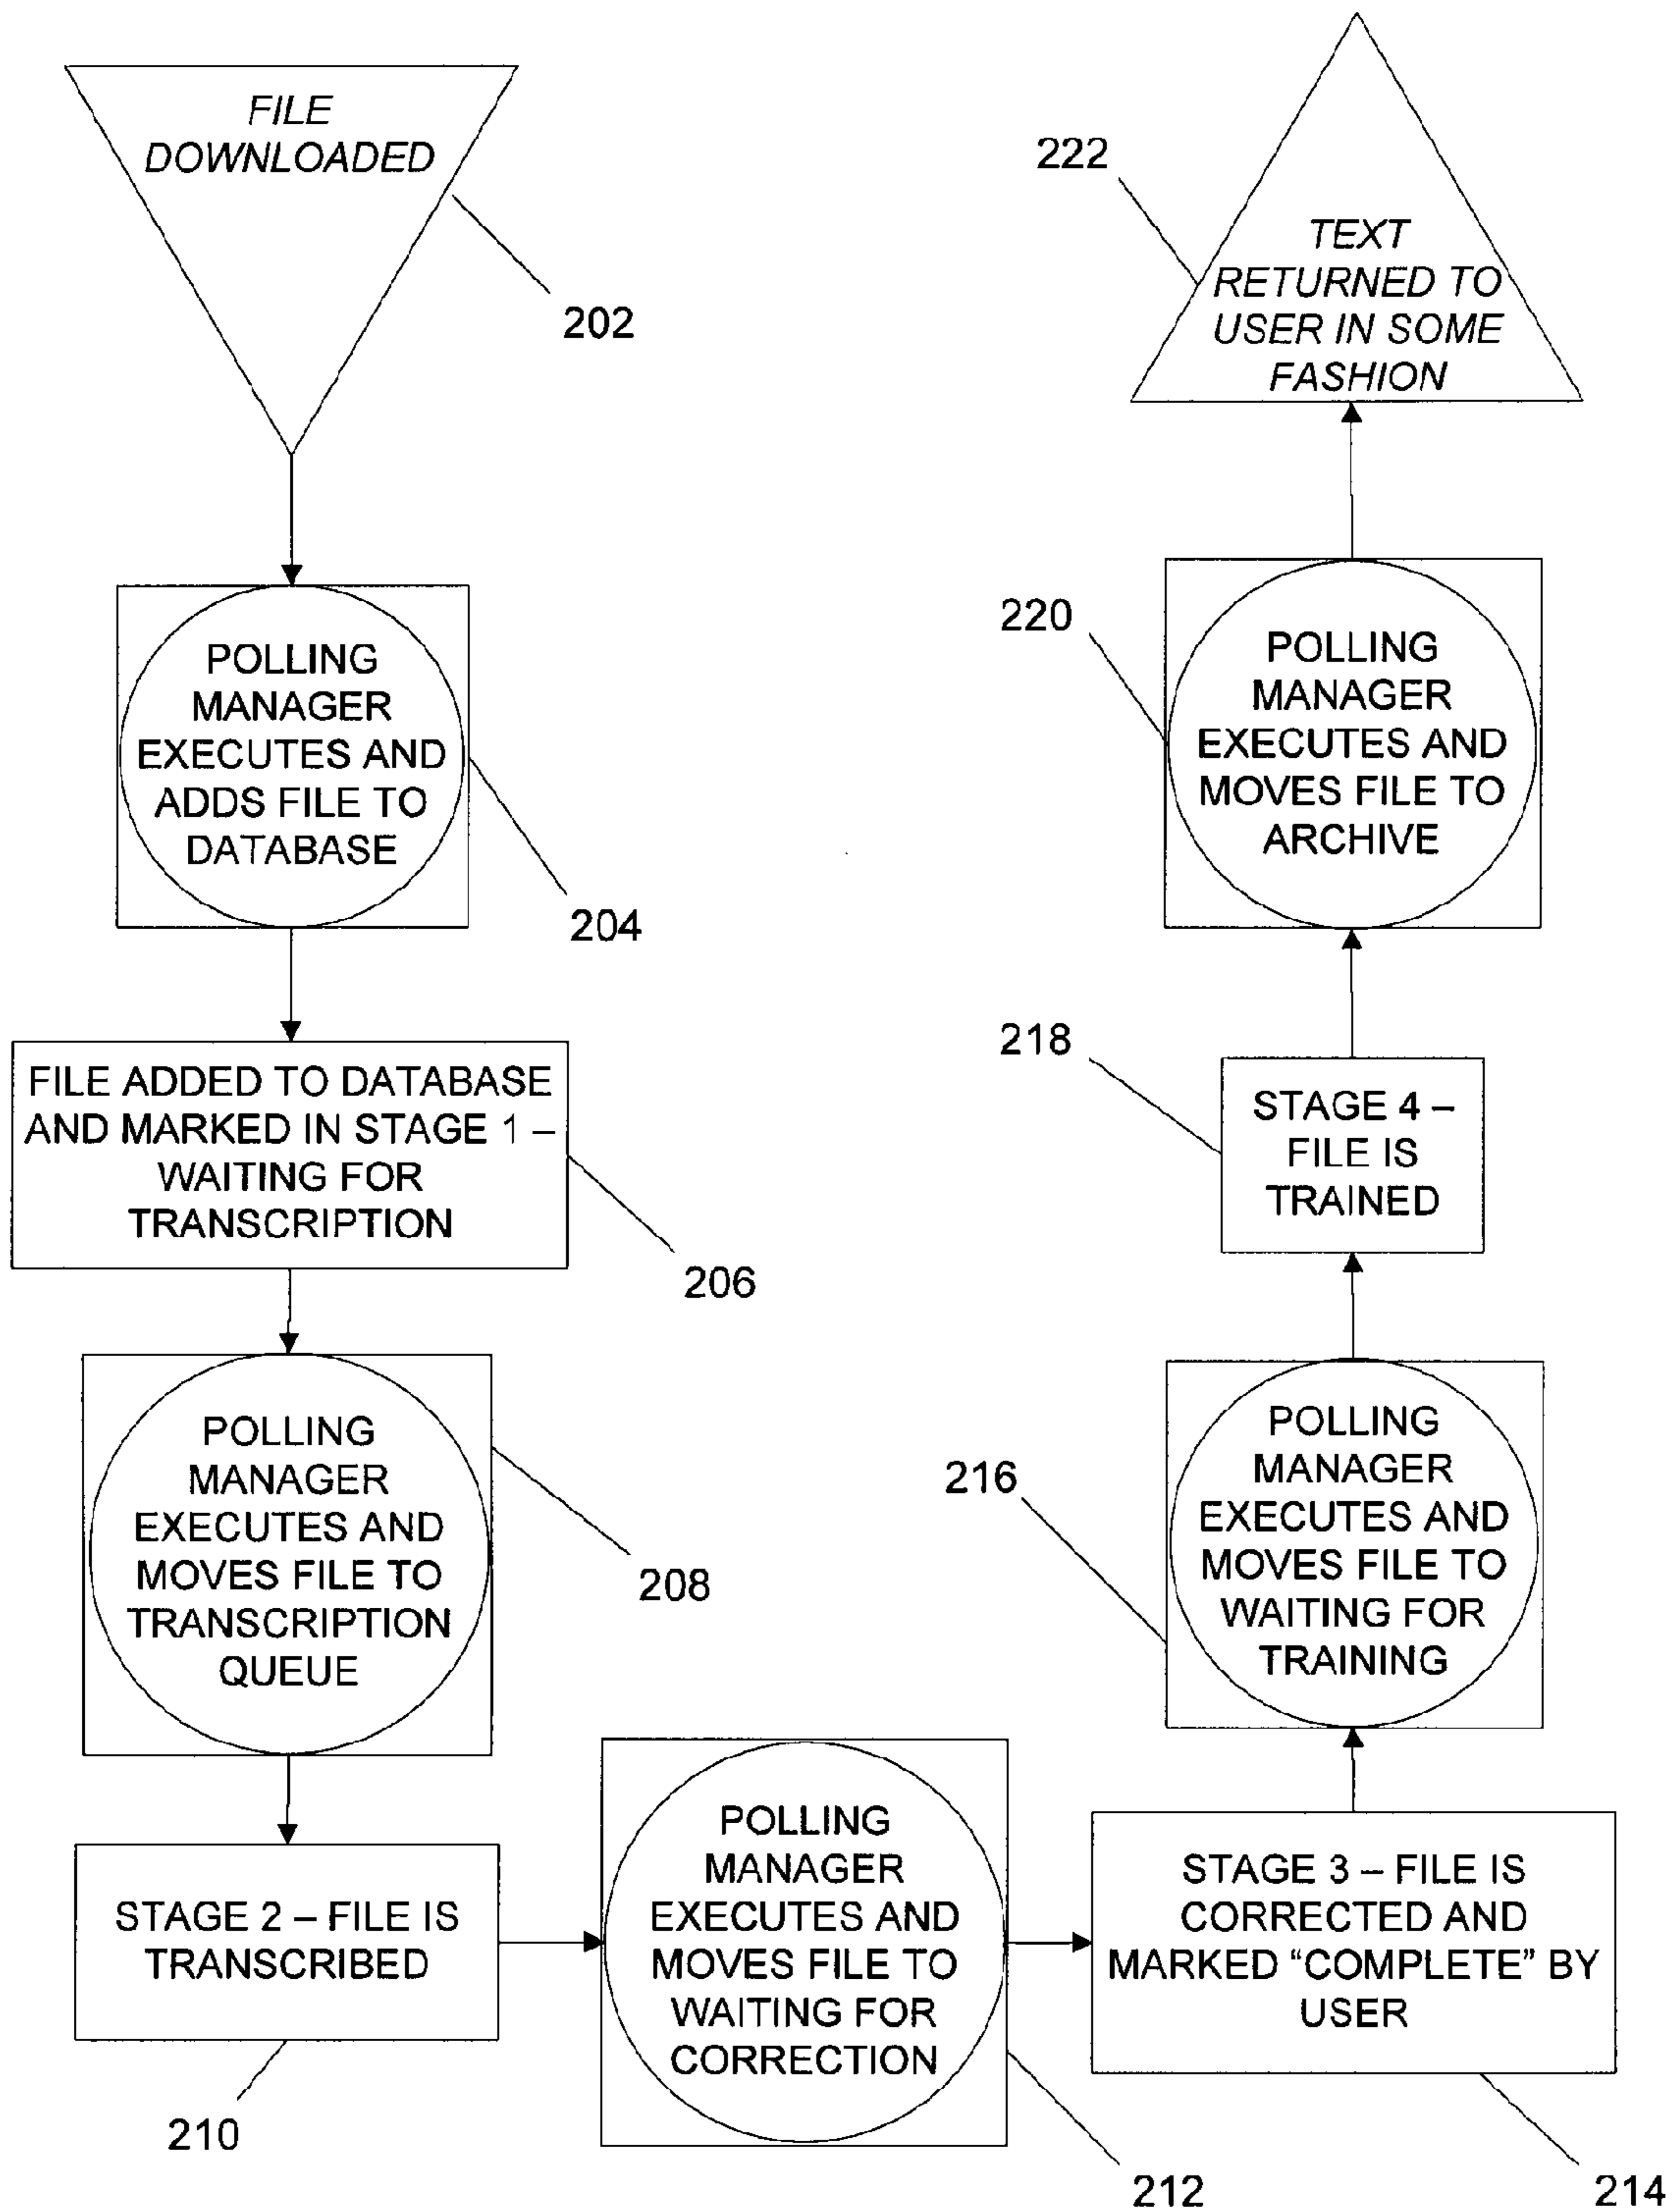 FILE
DOWNLOADED
202
POLLING
MANAGER
EXECUTES AND
ADDS FILE TO
DATABASE
204
FILE ADDED TO DATABASE
AND MARKED IN STAGE 1 –
WAITING FOR
TRANSCRIPTION
206
POLLING
MANAGER
EXECUTES AND
MOVES FILE TO
TRANSCRIPTION
QUEUE
208
STAGE 2 – FILE IS
TRANSCRIBED
210
POLLING
MANAGER
EXECUTES AND
MOVES FILE TO
WAITING FOR
CORRECTION
212
STAGE 3 – FILE IS
CORRECTED AND
MARKED “COMPLETE” BY
USER
214
POLLING
MANAGER
EXECUTES AND
MOVES FILE TO
WAITING FOR
TRAINING
216
STAGE 4 –
FILE IS
TRAINED
218
POLLING
MANAGER
EXECUTES AND
MOVES FILE TO
ARCHIVE
220
TEXT
RETURNED TO
USER IN SOME
FASHION
222